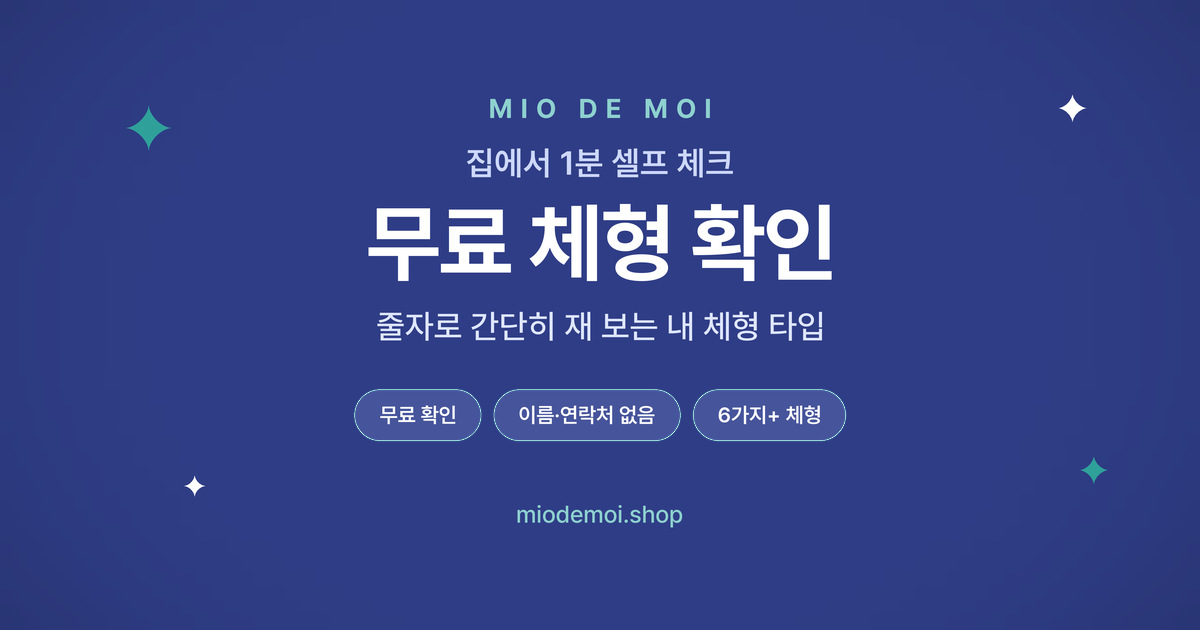 MIO DE MOI
집에서 1분 셀프 체크
무료 체형 확인
줄자로 간단히 재 보는 내 체형 타입
무료 확인
이름·연락처 없음
6가지+ 체형
miodemoi.shop